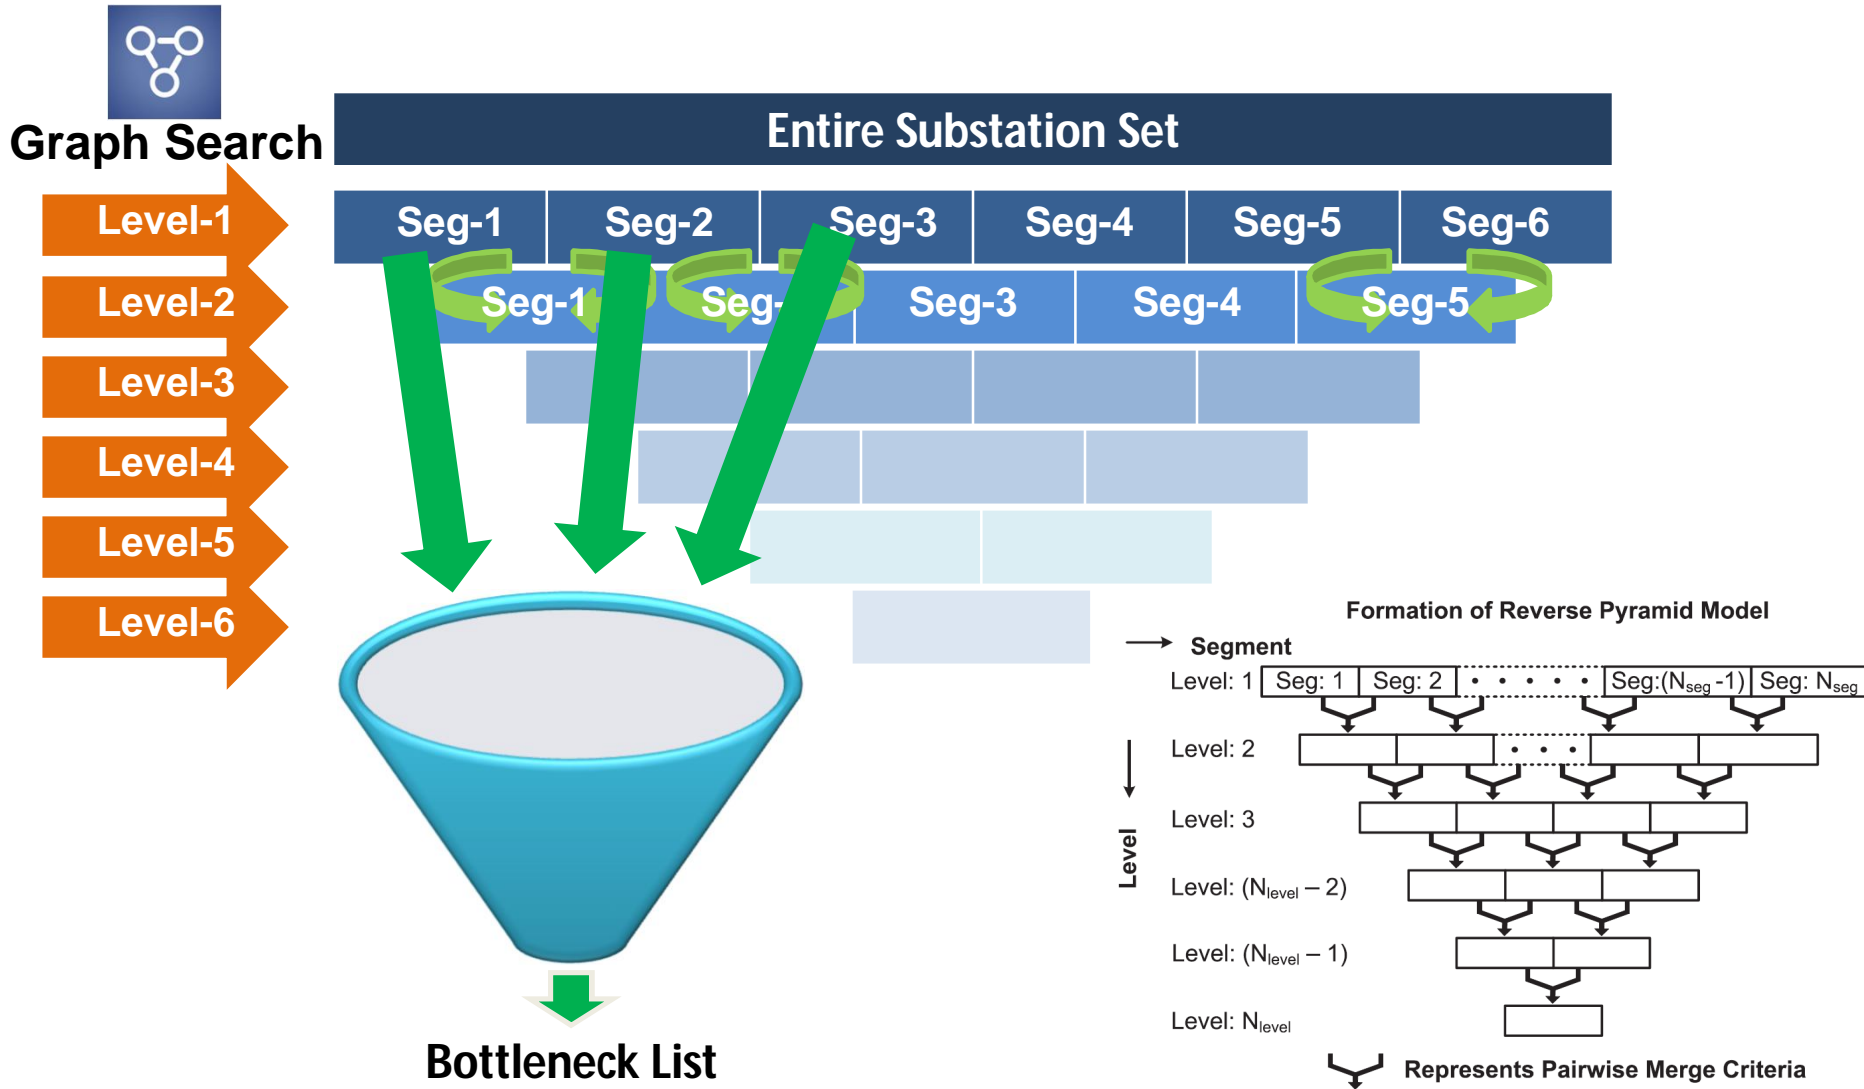 Graph Search
Entire Substation Set
Level-1
Seg-1
Seg-2
Seg-3
Seg-4
Seg-5
Seg-6
Level-2
Seg-1
Seg-
Seg-3
Seg-4
Seg-5
Level-3
Level-4
Level-5
Level-6
Bottleneck List
Formation of Reverse Pyramid Model
Segment
Level: 1
Seg: 1
Seg: 2
Seg:(Nseg -1)
Seg: Nseg
Level: 2
Level: 3
Level: (Nlevel – 2)
Level: (Nlevel – 1)
Level: Nlevel
Level
Represents Pairwise Merge Criteria